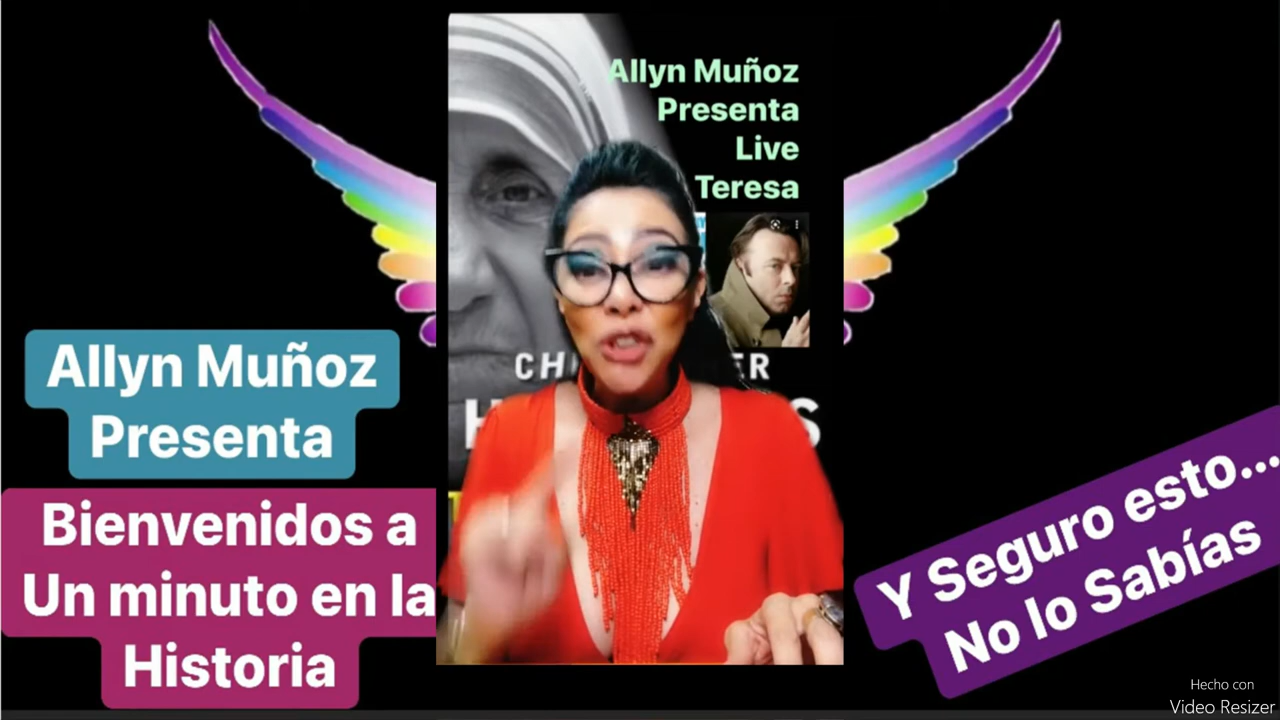 Allyn Muñoz
Presenta
Live
Teresa
Allyn Muñoz
Presenta
Bienvenidos a
Un minuto en la
Historia
Y Seguro esto...
No lo Sabías
Hecho con
Video Resizer